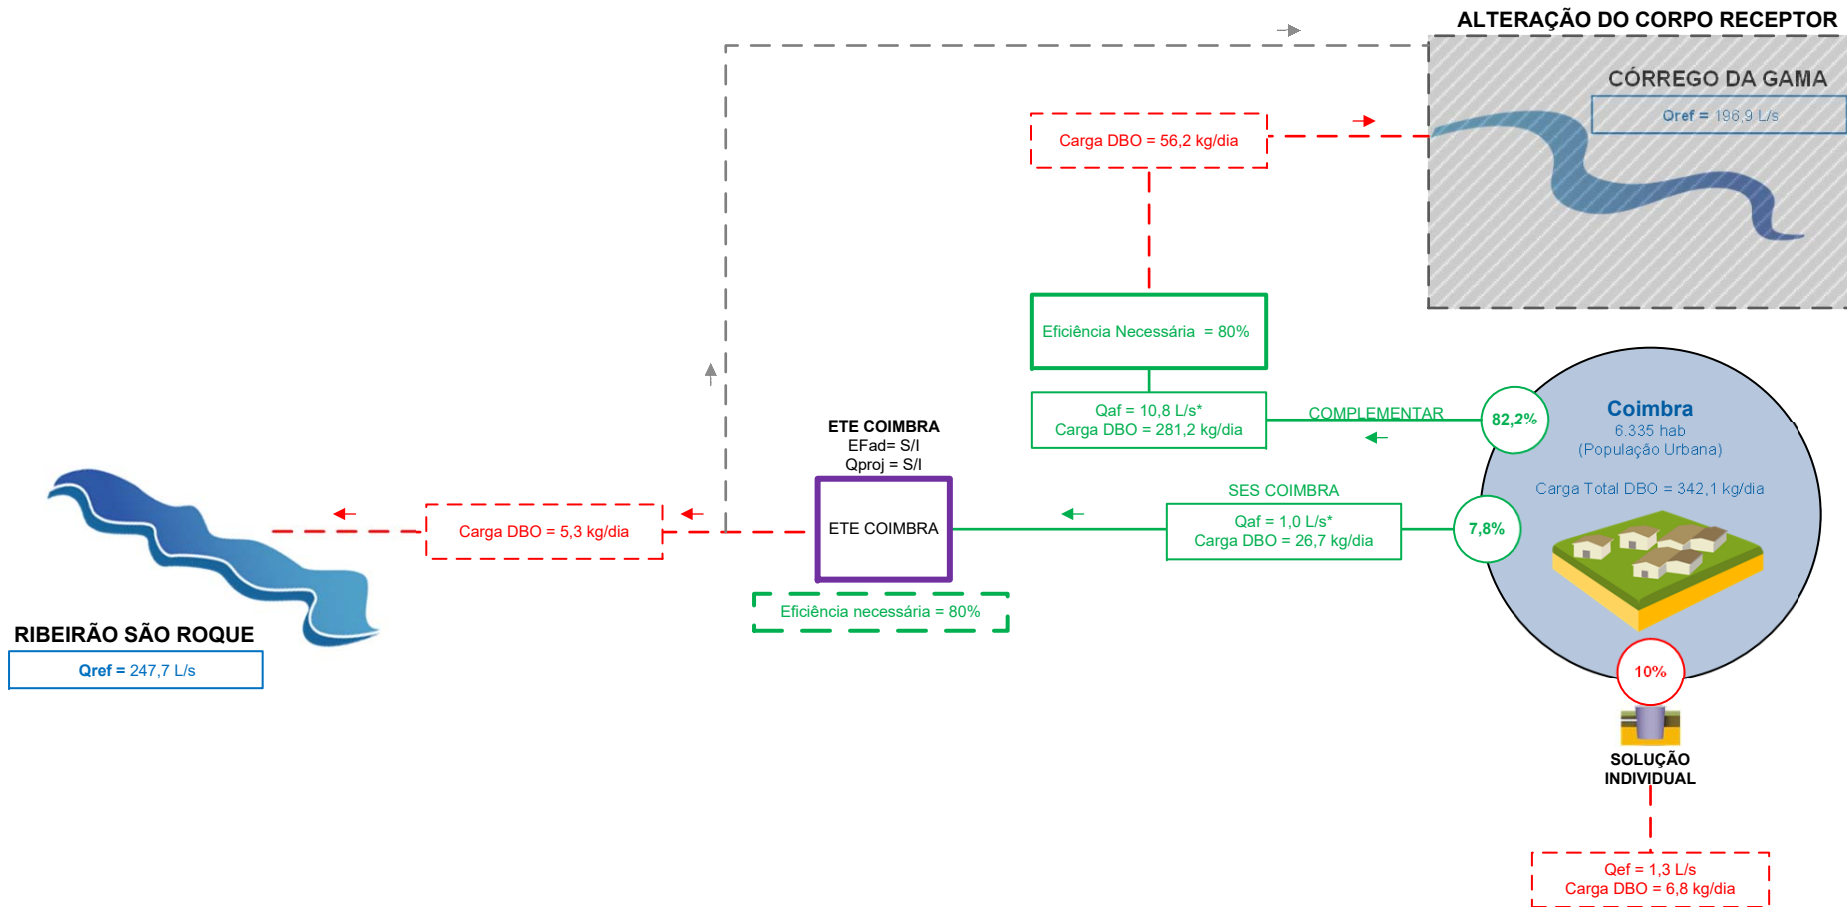 ALTERAÇÃO DO CORPO RECEPTOR
CÓRREGO DA GAMA
Qref = 196,9 L/s
Carga DBO = 56,2 kg/dia
Eficiência Necessária = 80%
Qaf = 10,8 L/s*
Carga DBO = 281,2 kg/dia
COMPLEMENTAR
82,2%
Coimbra
6.335 hab
(População Urbana)
Carga Total DBO = 342,1 kg/dia
ETE COIMBRA
EFad= S/I
Qproj = S/I
ETE COIMBRA
Eficiência necessária = 80%
SES COIMBRA
Qaf = 1,0 L/s*
Carga DBO = 26,7 kg/dia
7,8%
Carga DBO = 5,3 kg/dia
RIBEIRÃO SÃO ROQUE
Qref = 247,7 L/s
10%
SOLUÇÃO
INDIVIDUAL
Qef = 1,3 L/s
Carga DBO = 6,8 kg/dia